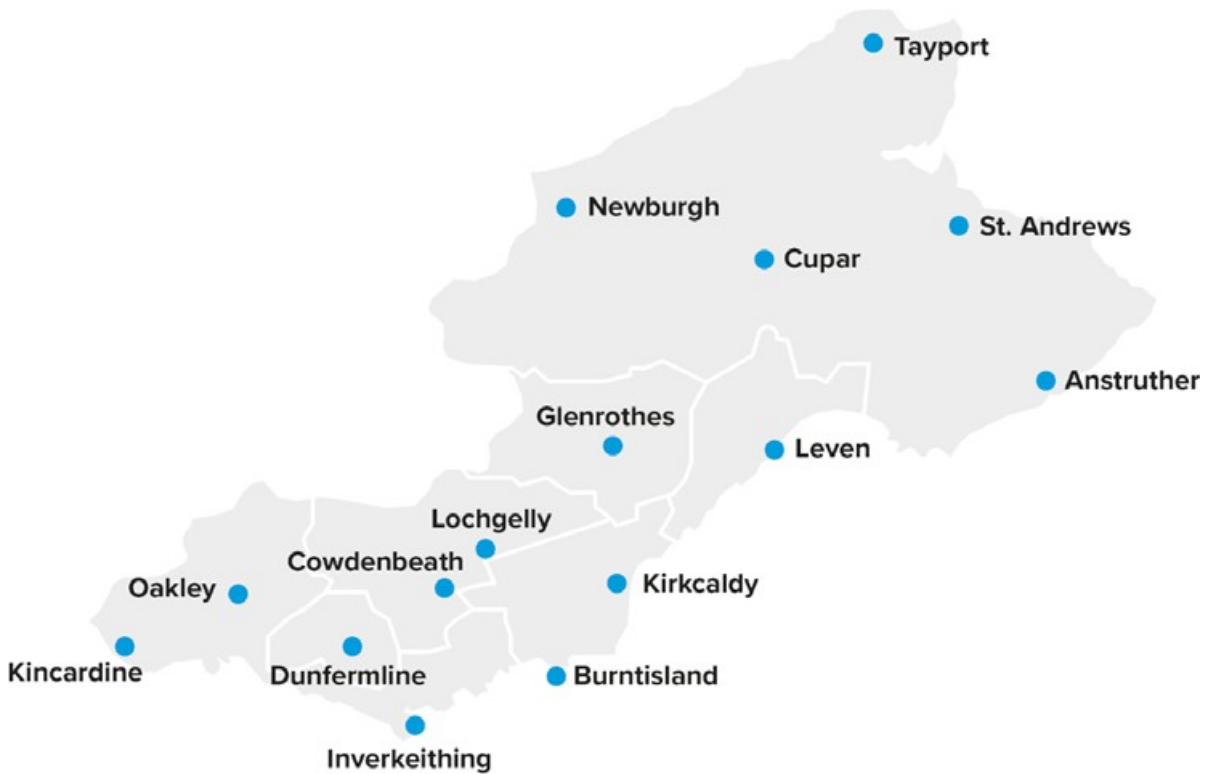 Tayport
Newburgh
St. Andrews
Cupar
Anstruther
Glenrothes
Leven
Lochgelly
Cowdenbeath
Oakley
Kirkcaldy
Kincardine
Dunfermline
Burntisland
Inverkeithing